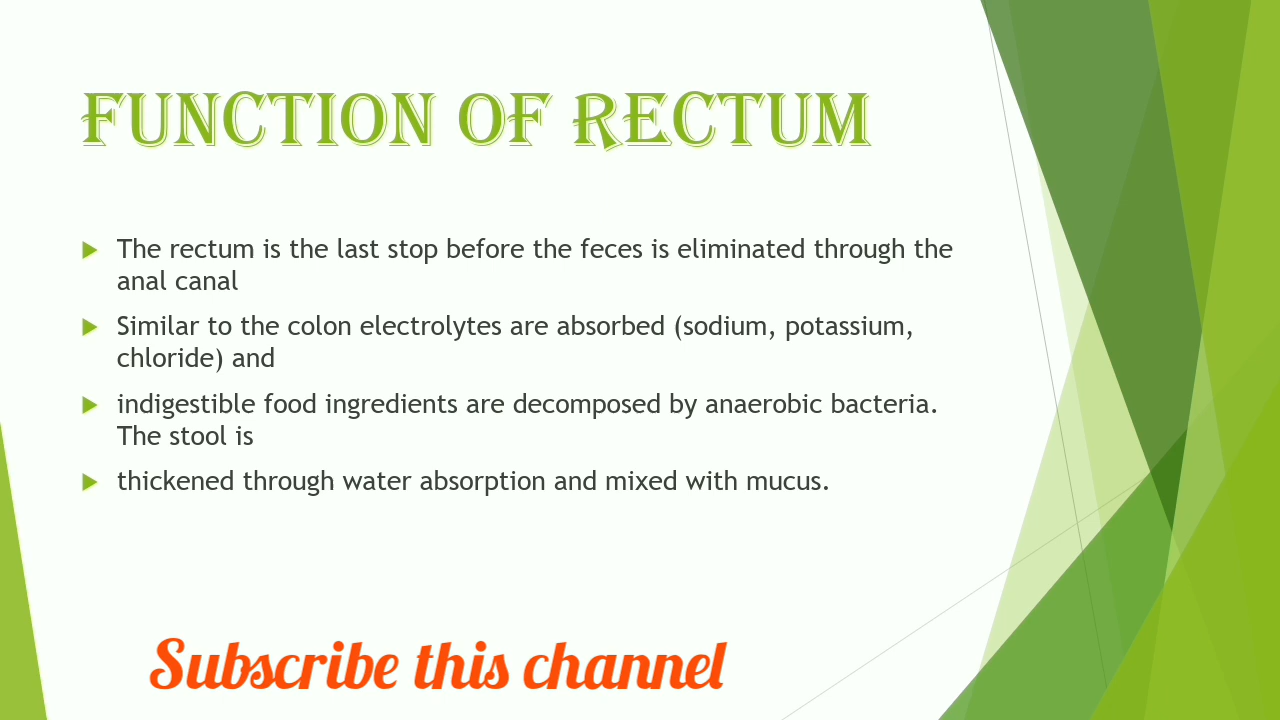 FUNCTION OF RECTUM
The rectum is the last stop before the feces is eliminated through the
anal canal
Similar to the colon electrolytes are absorbed (sodium, potassium,
chloride) and
indigestible food ingredients are decomposed by anaerobic bacteria.
The stool is
thickened through water absorption and mixed with mucus.
Subscribe this channel